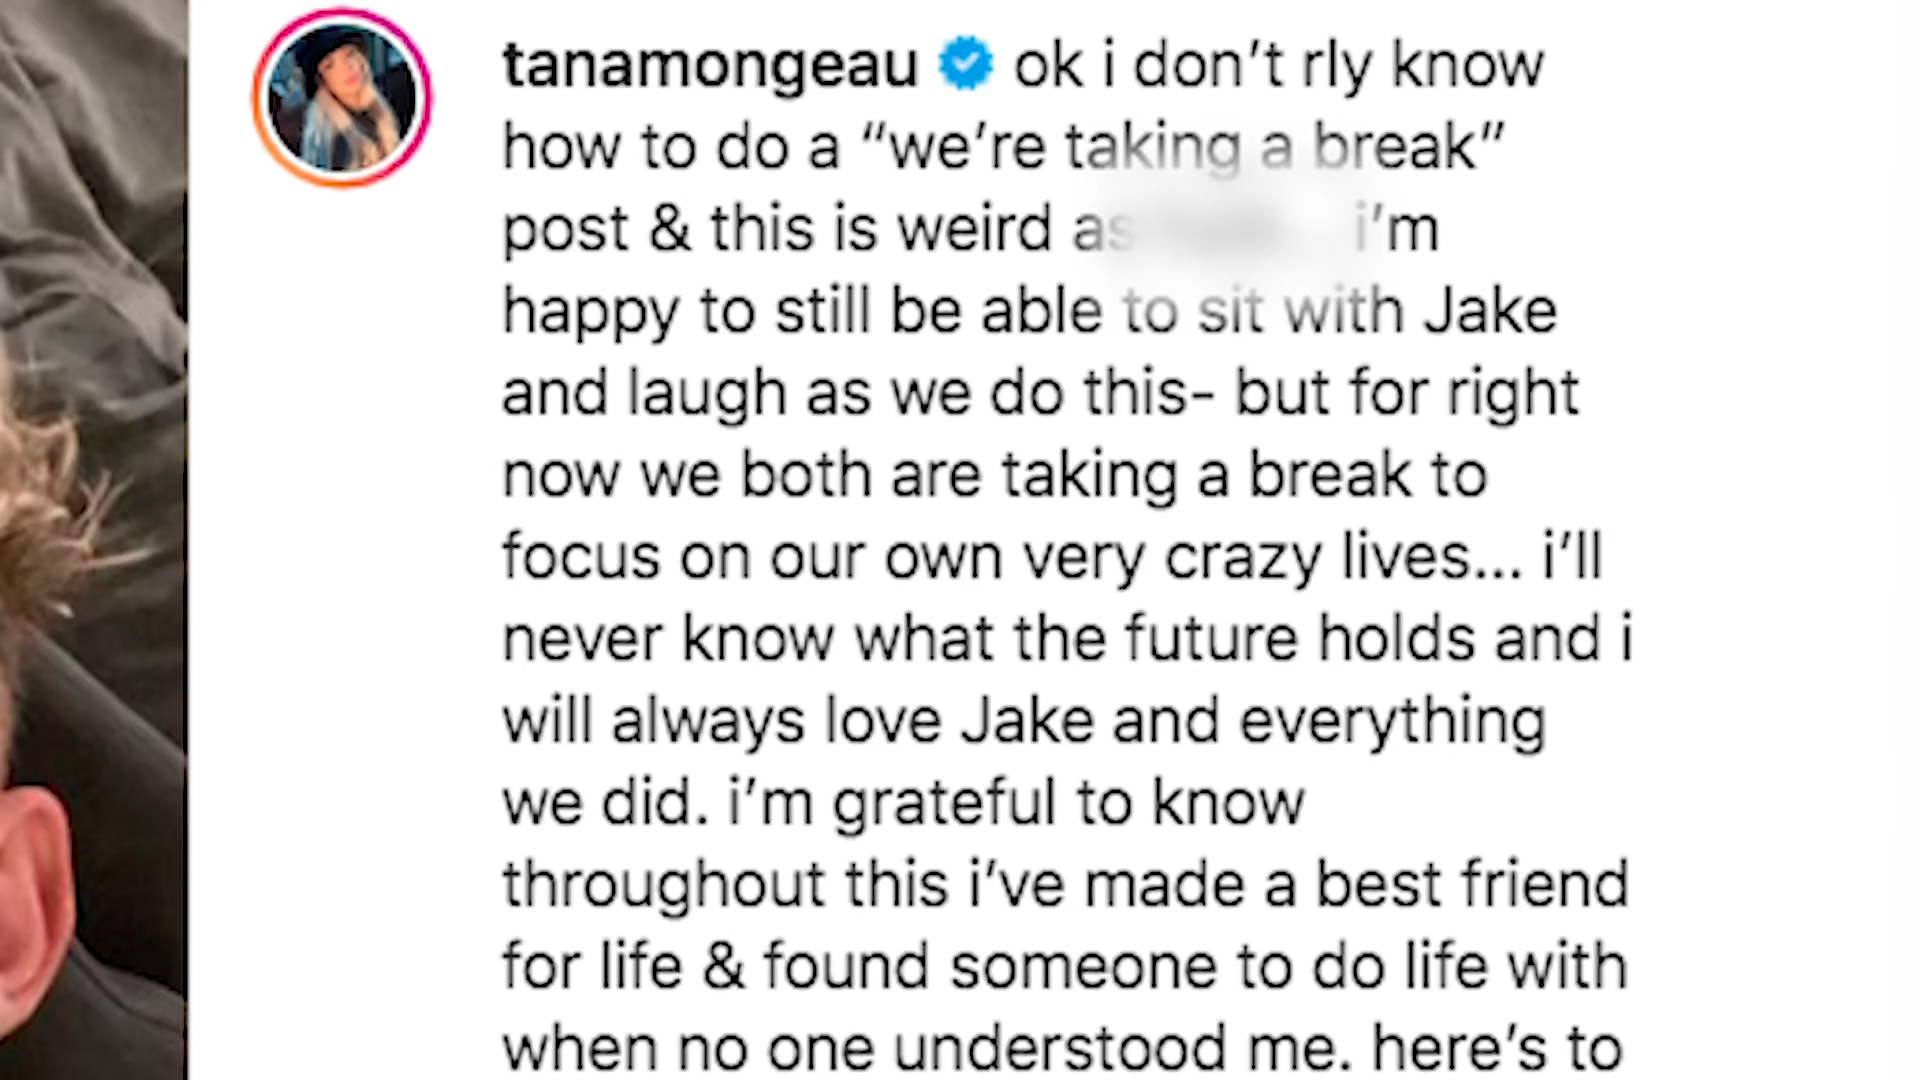 tanamongeau ok i don’t rly know
how to do a “we’re taking a break”
post & this is weird as i’m
happy to still be able to sit with Jake
and laugh as we do this- but for right
now we both are taking a break to
focus on our own very crazy lives... i’ll
never know what the future holds and i
will always love Jake and everything
we did. i’m grateful to know
throughout this i’ve made a best friend
for life & found someone to do life with
when no one understood me. here’s to